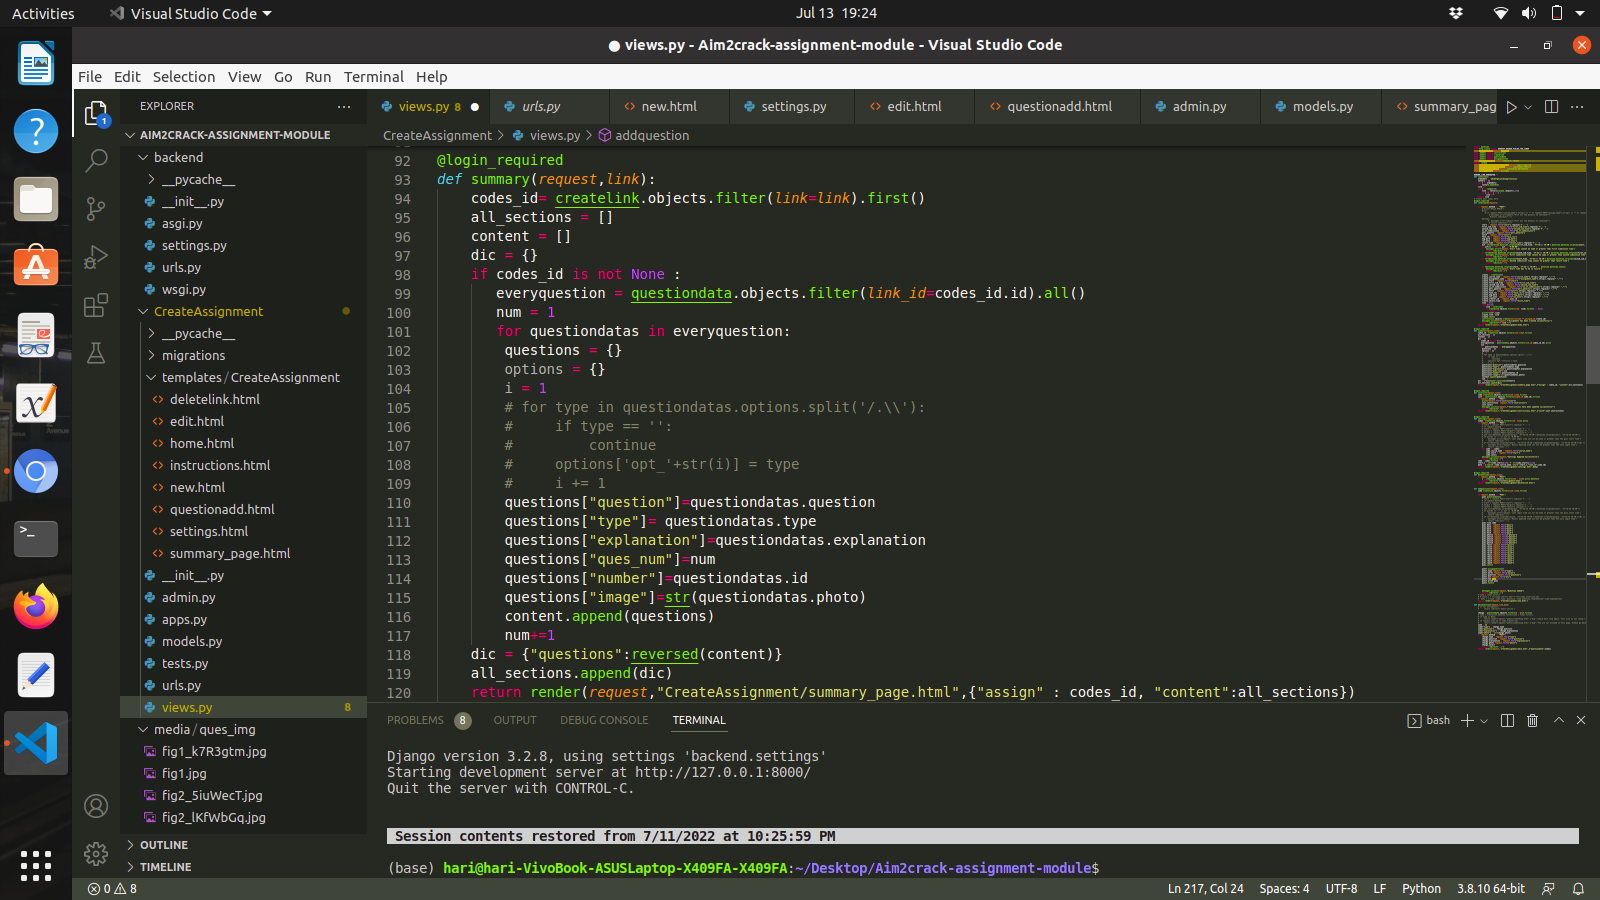 Activities
Visual Studio Code
Jul 13 19:24
views.py - Aim2crack-assignment-module - Visual Studio Code
File Edit Selection View Go Run Terminal Help
EXPLORER
views.py 8
urls.py
new.html
settings.py
edit.html
questionadd.html
admin.py
models.py
summary_pag
1
AIM2CRACK-ASSIGNMENT-MODULE
backend
__pycache__
__init__.py
asgi.py
settings.py
urls.py
wsgi.py
CreateAssignment
__pycache__
migrations
templates/CreateAssignment
deletelink.html
edit.html
home.html
instructions.html
new.html
questionadd.html
settings.html
summary_page.html
__init__.py
admin.py
apps.py
models.py
tests.py
urls.py
views.py 8
media/ques_img
fig1_k7R3gtm.jpg
fig1.jpg
fig2_5iuWecT.jpg
fig2_lKfWbGq.jpg
OUTLINE
TIMELINE
CreateAssignment > views.py > addquestion
92 @login_required
93 def summary(request,link):
94 codes_id= createlink.objects.filter(link=link).first()
95 all_sections = []
96 content = []
97 dic = {}
98 if codes_id is not None :
99 everyquestion = questiondata.objects.filter(link_id=codes_id.id).all()
100 num = 1
101 for questiondatas in everyquestion:
102 questions = {}
103 options = {}
104 i = 1
105 # for type in questiondatas.options.split('/.\\'):
106 #     if type == '':
107 #         continue
108 #     options['opt_'+str(i)] = type
109 #     i += 1
110 questions["question"]=questiondatas.question
111 questions["type"]= questiondatas.type
112 questions["explanation"]=questiondatas.explanation
113 questions["ques_num"]=num
114 questions["number"]=questiondatas.id
115 questions["image"]=str(questiondatas.photo)
116 content.append(questions)
117 num+=1
118 dic = {"questions":reversed(content)}
119 all_sections.append(dic)
120 return render(request,"CreateAssignment/summary_page.html",{"assign" : codes_id, "content":all_sections})
PROBLEMS 8 OUTPUT DEBUG CONSOLE TERMINAL
bash
Django version 3.2.8, using settings 'backend.settings'
Starting development server at http://127.0.0.1:8000/
Quit the server with CONTROL-C.
Session contents restored from 7/11/2022 at 10:25:59 PM
(base) hari@hari-VivoBook-ASUSLaptop-X409FA-X409FA:~/Desktop/Aim2crack-assignment-module$
0 8
Ln 217, Col 24 Spaces: 4 UTF-8 LF Python 3.8.10 64-bit